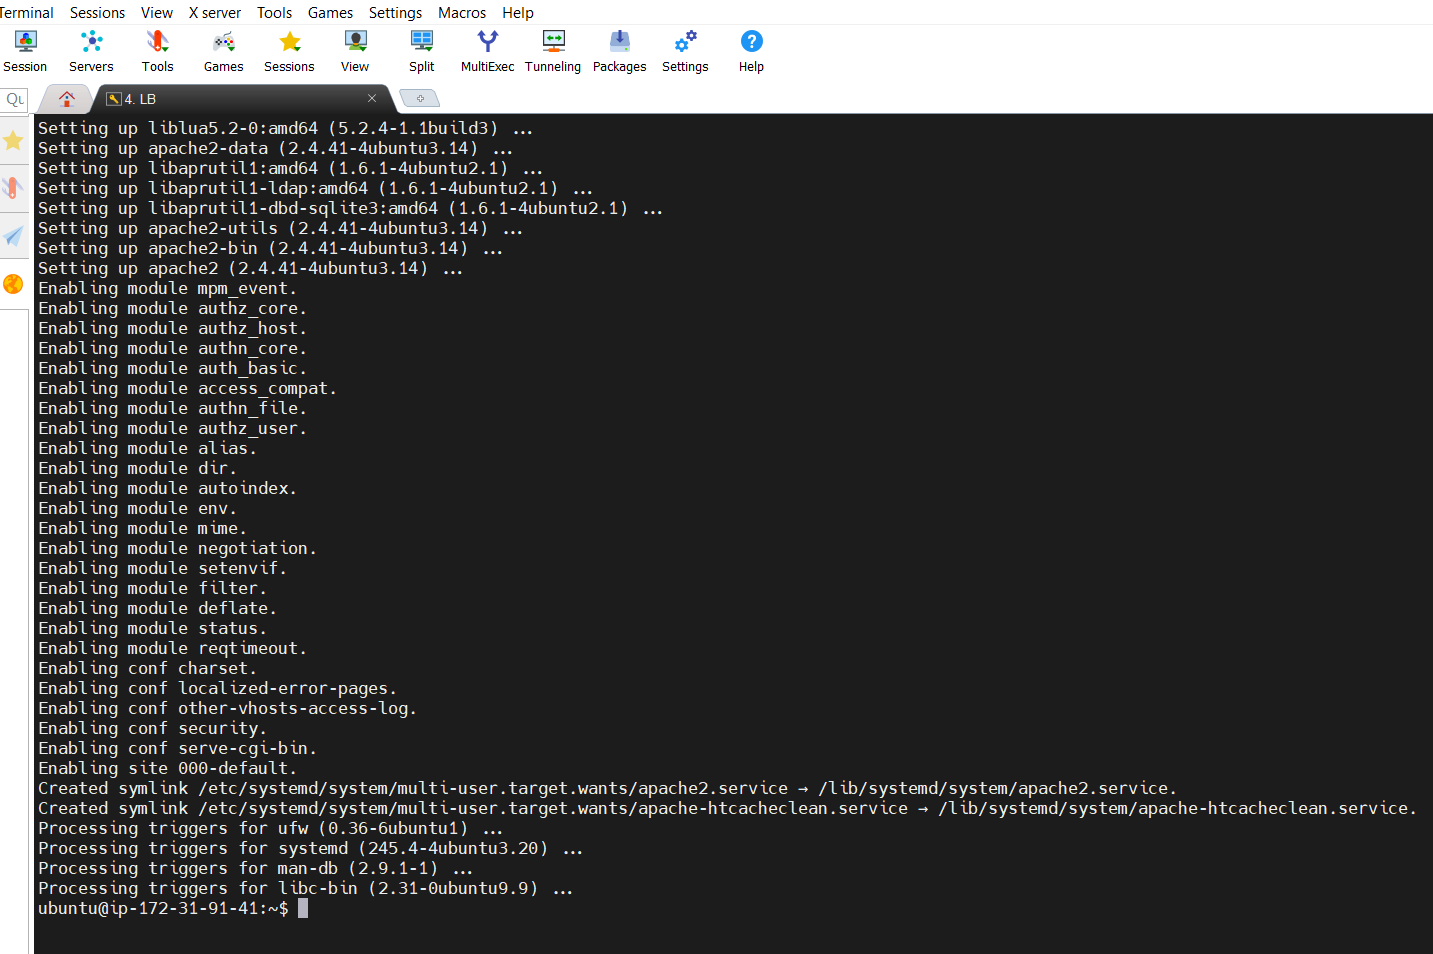 Terminal Sessions View X server Tools Games Settings Macros Help
Session Servers Tools Games Sessions View Split MultiExec Tunneling Packages Settings Help
4. LB
Setting up liblua5.2-0:amd64 (5.2.4-1.1build3) ...
Setting up apache2-data (2.4.41-4ubuntu3.14) ...
Setting up libaprutil1:amd64 (1.6.1-4ubuntu2.1) ...
Setting up libaprutil1-ldap:amd64 (1.6.1-4ubuntu2.1) ...
Setting up libaprutil1-dbd-sqlite3:amd64 (1.6.1-4ubuntu2.1) ...
Setting up apache2-utils (2.4.41-4ubuntu3.14) ...
Setting up apache2-bin (2.4.41-4ubuntu3.14) ...
Setting up apache2 (2.4.41-4ubuntu3.14) ...
Enabling module mpm_event.
Enabling module authz_core.
Enabling module authz_host.
Enabling module authn_core.
Enabling module auth_basic.
Enabling module access_compat.
Enabling module authn_file.
Enabling module authz_user.
Enabling module alias.
Enabling module dir.
Enabling module autoindex.
Enabling module env.
Enabling module mime.
Enabling module negotiation.
Enabling module setenvif.
Enabling module filter.
Enabling module deflate.
Enabling module status.
Enabling module reqtimeout.
Enabling conf charset.
Enabling conf localized-error-pages.
Enabling conf other-vhosts-access-log.
Enabling conf security.
Enabling conf serve-cgi-bin.
Enabling site 000-default.
Created symlink /etc/systemd/system/multi-user.target.wants/apache2.service → /lib/systemd/system/apache2.service.
Created symlink /etc/systemd/system/multi-user.target.wants/apache-htcacheclean.service → /lib/systemd/system/apache-htcacheclean.service.
Processing triggers for ufw (0.36-6ubuntu1) ...
Processing triggers for systemd (245.4-4ubuntu3.20) ...
Processing triggers for man-db (2.9.1-1) ...
Processing triggers for libc-bin (2.31-0ubuntu9.9) ...
ubuntu@ip-172-31-91-41:~$